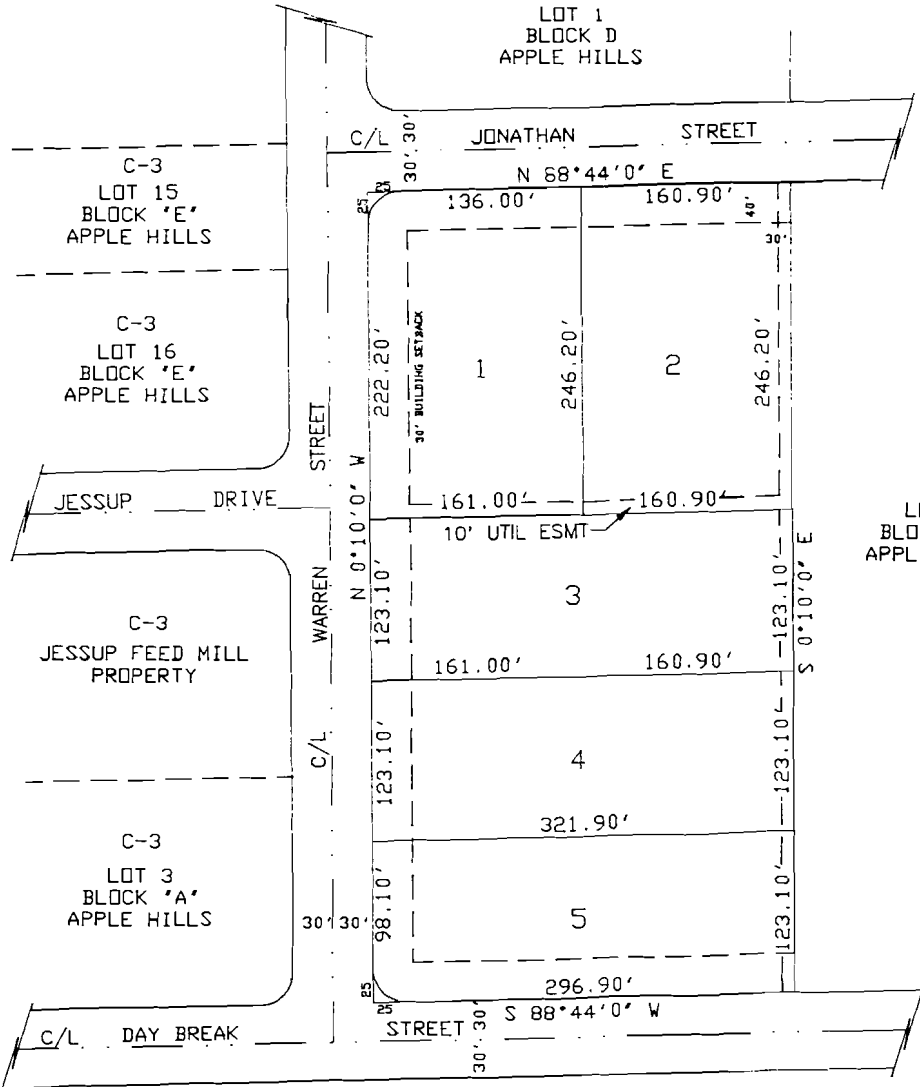 LOT 1
BLOCK D
APPLE HILLS
C/L
30' 30'
JONATHAN STREET
N 88°44'0" E
C-3
LOT 15
BLOCK "E"
APPLE HILLS
25
25
136.00'
160.90'
40'
30'
C-3
LOT 16
BLOCK "E"
APPLE HILLS
222.20'
30' BUILDING SETBACK
1
246.20'
2
246.20'
WARREN STREET
N 0°10'0" W
JESSUP DRIVE
161.00'
160.90'
10' UTIL ESMT
APPL
123.10'
3
123.10'
S 0°10'0" E
C-3
JESSUP FEED MILL
PROPERTY
161.00'
160.90'
C/L
123.10'
4
123.10'
321.90'
C-3
LOT 3
BLOCK "A"
APPLE HILLS
30' 30'
98.10'
5
123.10'
25
25
296.90'
S 88°44'0" W
C/L DAY BREAK STREET
30' 30'